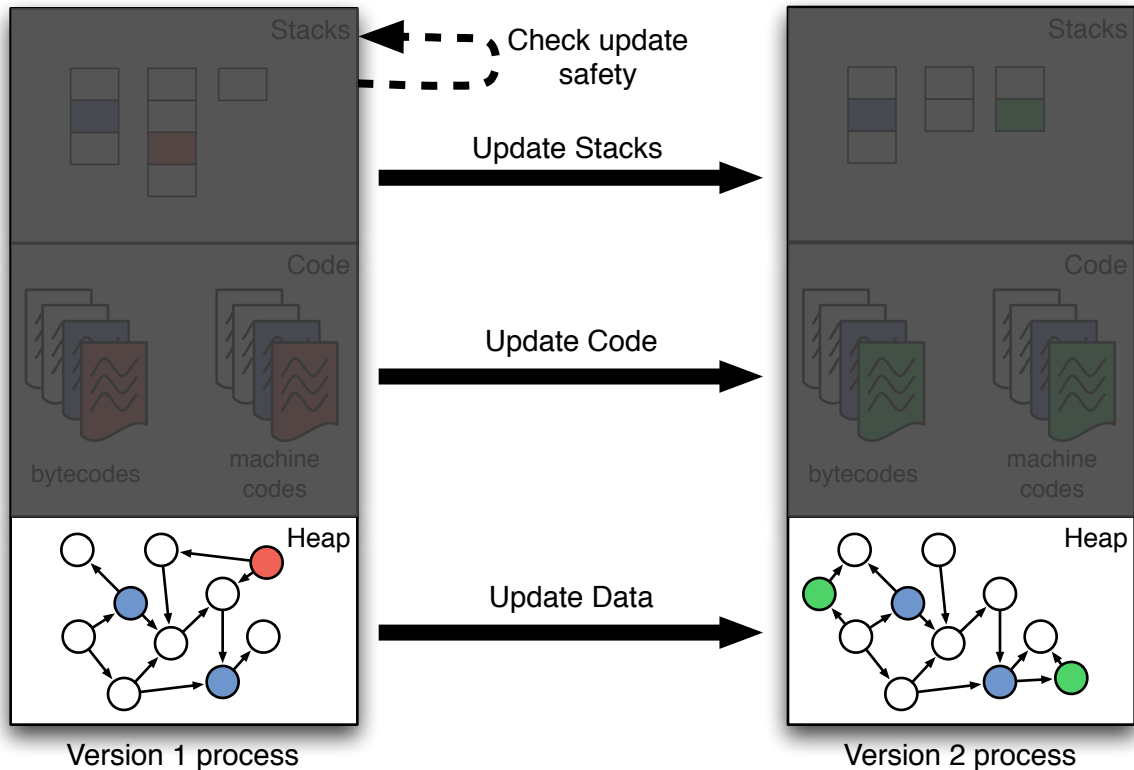 Stacks
Check update
safety
Stacks
Update Stacks
Code
Update Code
Code
bytecodes
machine
codes
bytecodes
machine
codes
Heap
Update Data
Heap
Version 1 process
Version 2 process